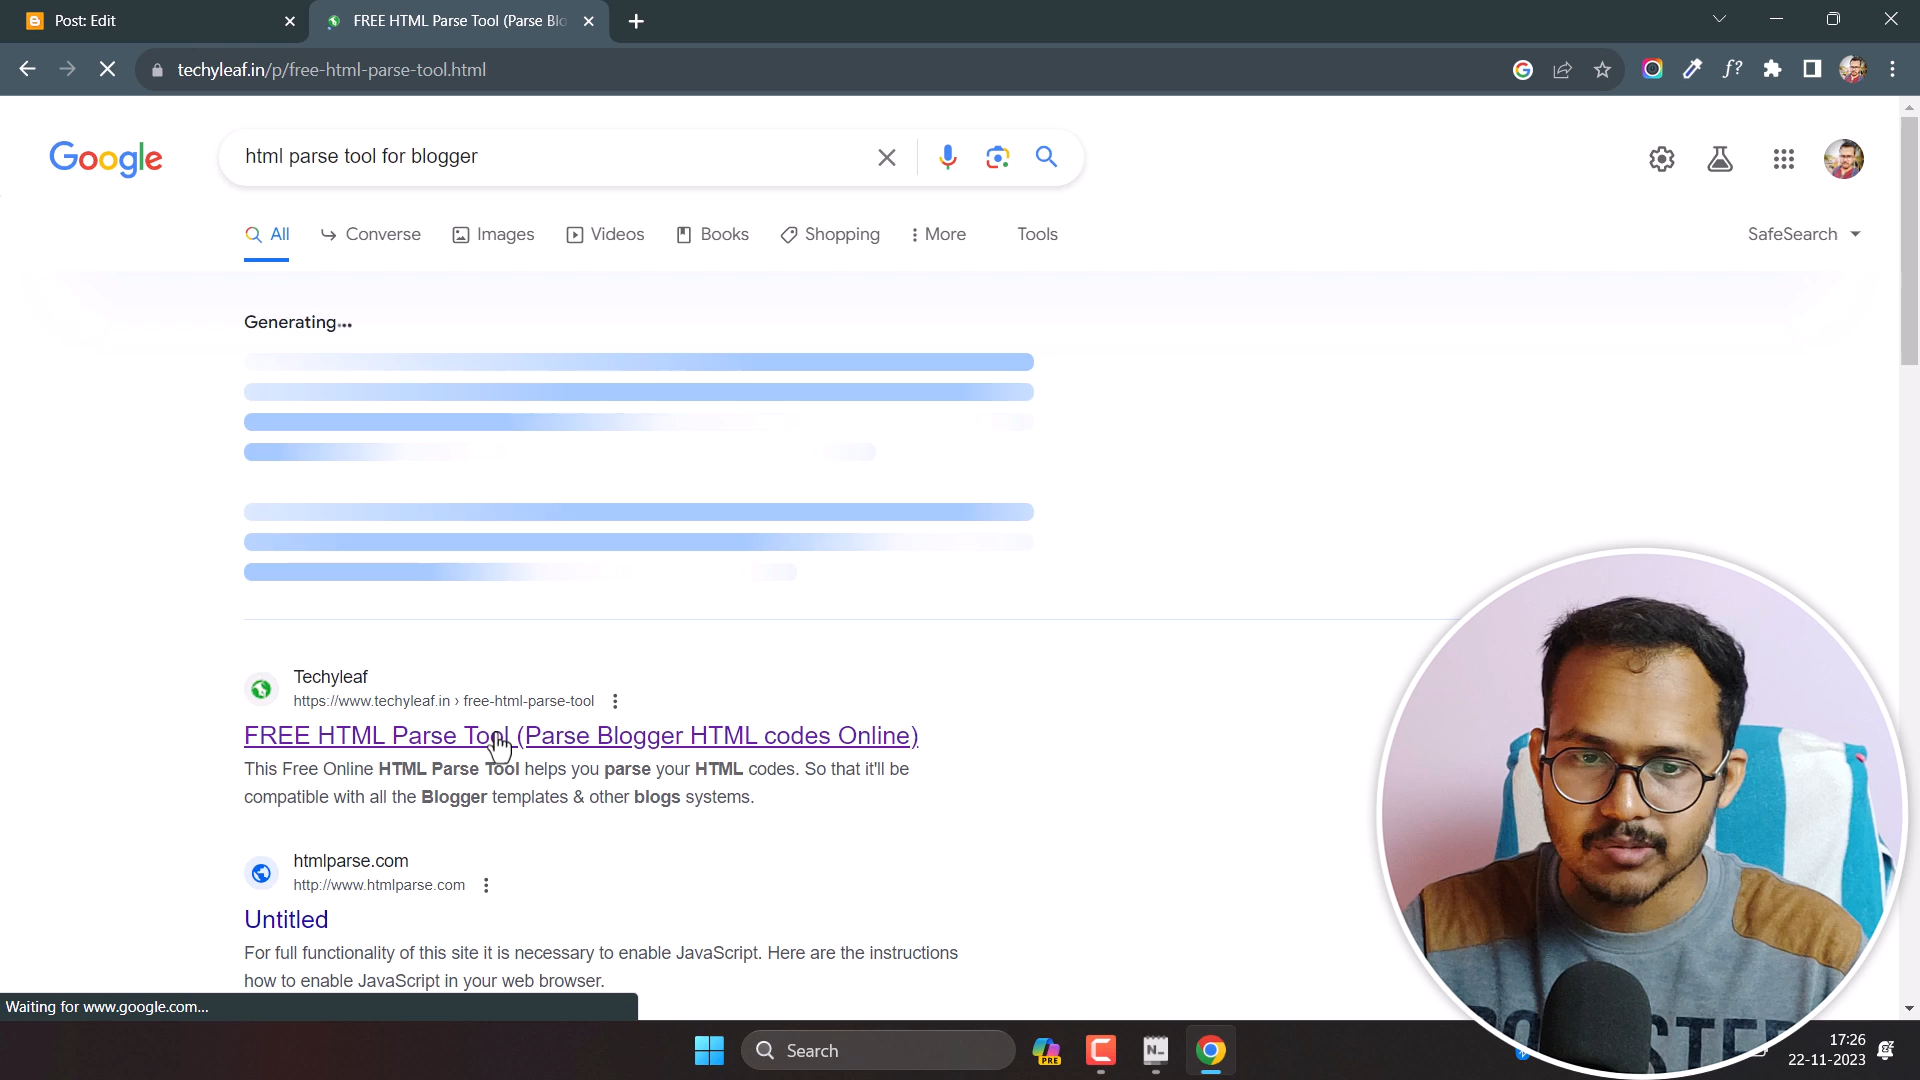 Post: Edit
FREE HTML Parse Tool (Parse Blo
techyleaf.in/p/free-html-parse-tool.html
f?
Google
html parse tool for blogger
All
Converse
Images
Videos
Books
Shopping
More
Tools
SafeSearch
Generating...
Techyleaf
https://www.techyleaf.in › free-html-parse-tool
FREE HTML Parse Tool (Parse Blogger HTML codes Online)
This Free Online HTML Parse Tool helps you parse your HTML codes. So that it'll be
compatible with all the Blogger templates & other blogs systems.
htmlparse.com
http://www.htmlparse.com
Untitled
For full functionality of this site it is necessary to enable JavaScript. Here are the instructions
how to enable JavaScript in your web browser.
Waiting for www.google.com...
Search
PRE
N
17:26
22-11-2023